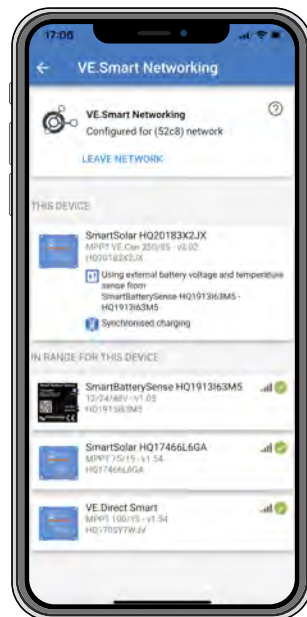 17:06
VE.Smart Networking
VE.Smart Networking
Configured for (52c8) network
LEAVE NETWORK
THIS DEVICE
SmartSolar HQ20183X2JX
MPPT VE.Can 250/85 - v3.02
HQ20183X2JX
Using external battery voltage and temperature
sense from
SmartBatterySense HQ1913I63M5 -
HQ1913I63M5
Synchronised charging
IN RANGE FOR THIS DEVICE
SmartBatterySense HQ1913I63M5
12/24/48V - v1.05
HQ1913I63M5
SmartSolar HQ17466L6GA
MPPT 75/15 - v1.54
HQ17466L6GA
VE.Direct Smart
MPPT 100/15 - v1.54